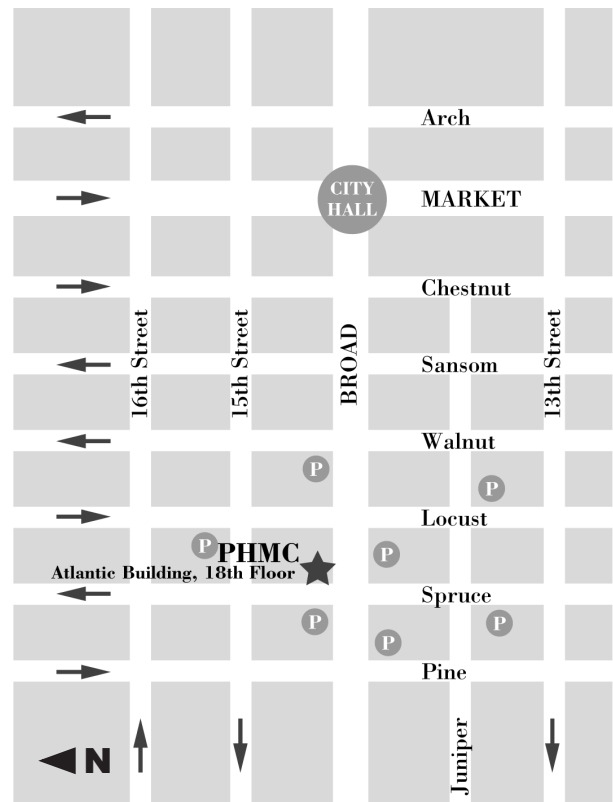 Arch
CITY
HALL
MARKET
Chestnut
16th Street
15th Street
BROAD
13th Street
Sansom
Walnut
P
P
Locust
P
PHMC
P
Atlantic Building, 18th Floor
Spruce
P
P
P
Pine
Juniper
N